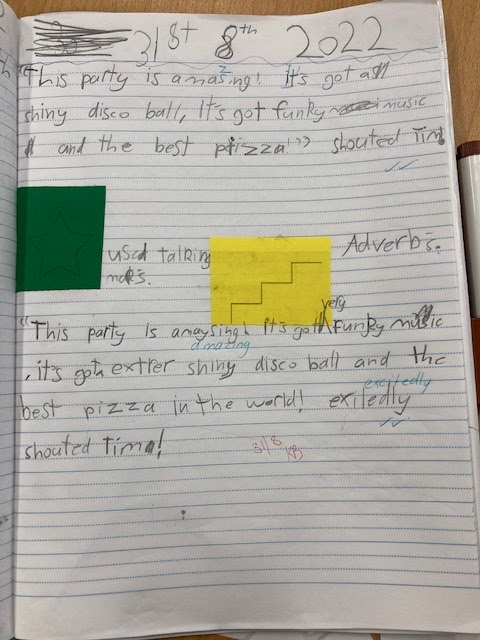 31st 8th 2022
"This party is amazing! It's got a
shiny disco ball, It's got funky music
and the best pizza!" shouted Tim
used talking
Adverbs.
"This party is anaysing! It's got very funky music
amazing
, it's got extrer shiny disco ball and the
excitedly
best pizza in the world! exitedly
shouted Tim!
31/8 KB